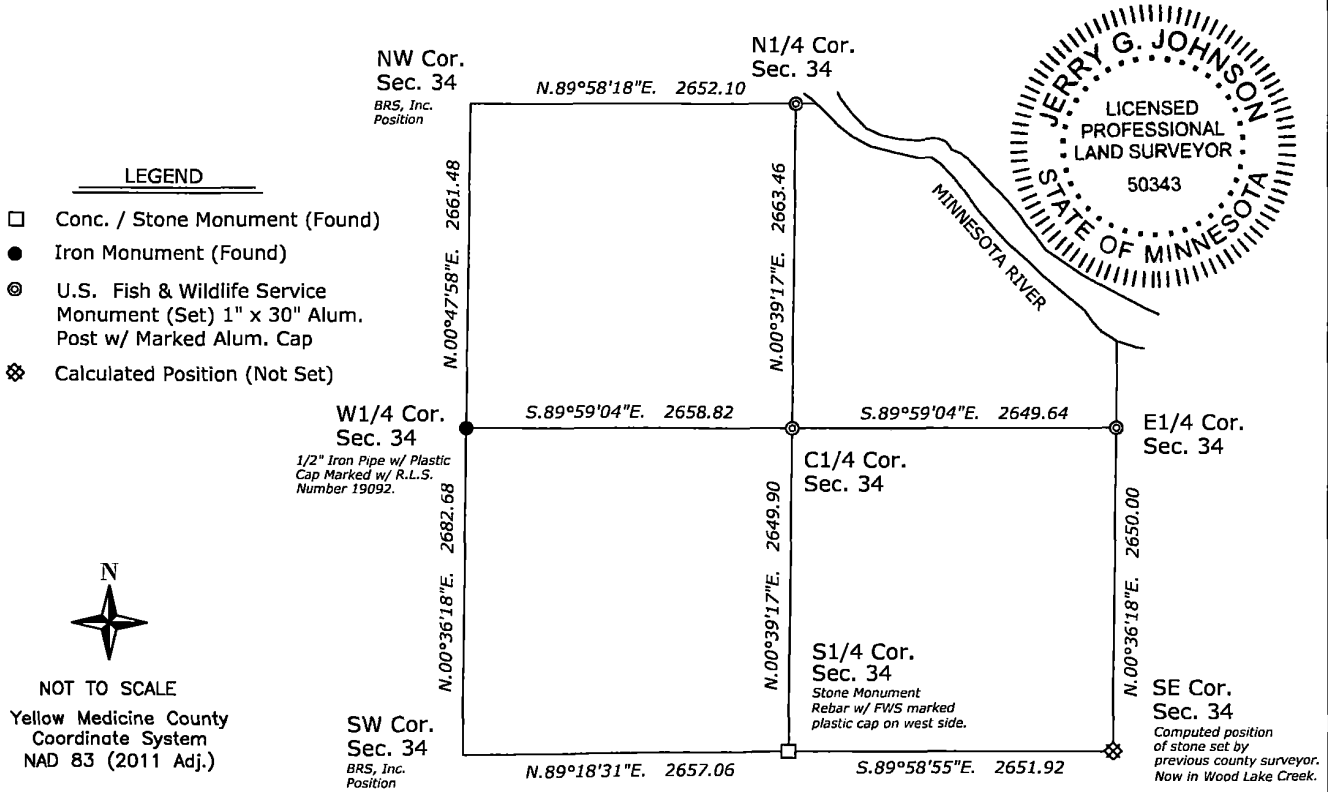 NW Cor.
Sec. 34
BRS, Inc.
Position
N.89°58'18"E. 2652.10
N1/4 Cor.
Sec. 34
JERRY G. JOHNSON
LICENSED
PROFESSIONAL
LAND SURVEYOR
50343
STATE OF MINNESOTA
LEGEND
Conc. / Stone Monument (Found)
Iron Monument (Found)
U.S. Fish & Wildlife Service
Monument (Set) 1" x 30" Alum.
Post w/ Marked Alum. Cap
Calculated Position (Not Set)
N.00°47'58"E. 2661.48
N.00°39'17"E. 2663.46
MINNESOTA RIVER
W1/4 Cor.
Sec. 34
1/2" Iron Pipe w/ Plastic
Cap Marked w/ R.L.S.
Number 19092.
S.89°59'04"E. 2658.82
S.89°59'04"E. 2649.64
C1/4 Cor.
Sec. 34
E1/4 Cor.
Sec. 34
N.00°36'18"E. 2682.68
N.00°39'17"E. 2649.90
N.00°36'18"E. 2650.00
N
NOT TO SCALE
Yellow Medicine County
Coordinate System
NAD 83 (2011 Adj.)
SW Cor.
Sec. 34
BRS, Inc.
Position
N.89°18'31"E. 2657.06
S1/4 Cor.
Sec. 34
Stone Monument
Rebar w/ FWS marked
plastic cap on west side.
S.89°58'55"E. 2651.92
SE Cor.
Sec. 34
Computed position
of stone set by
previous county surveyor.
Now in Wood Lake Creek.